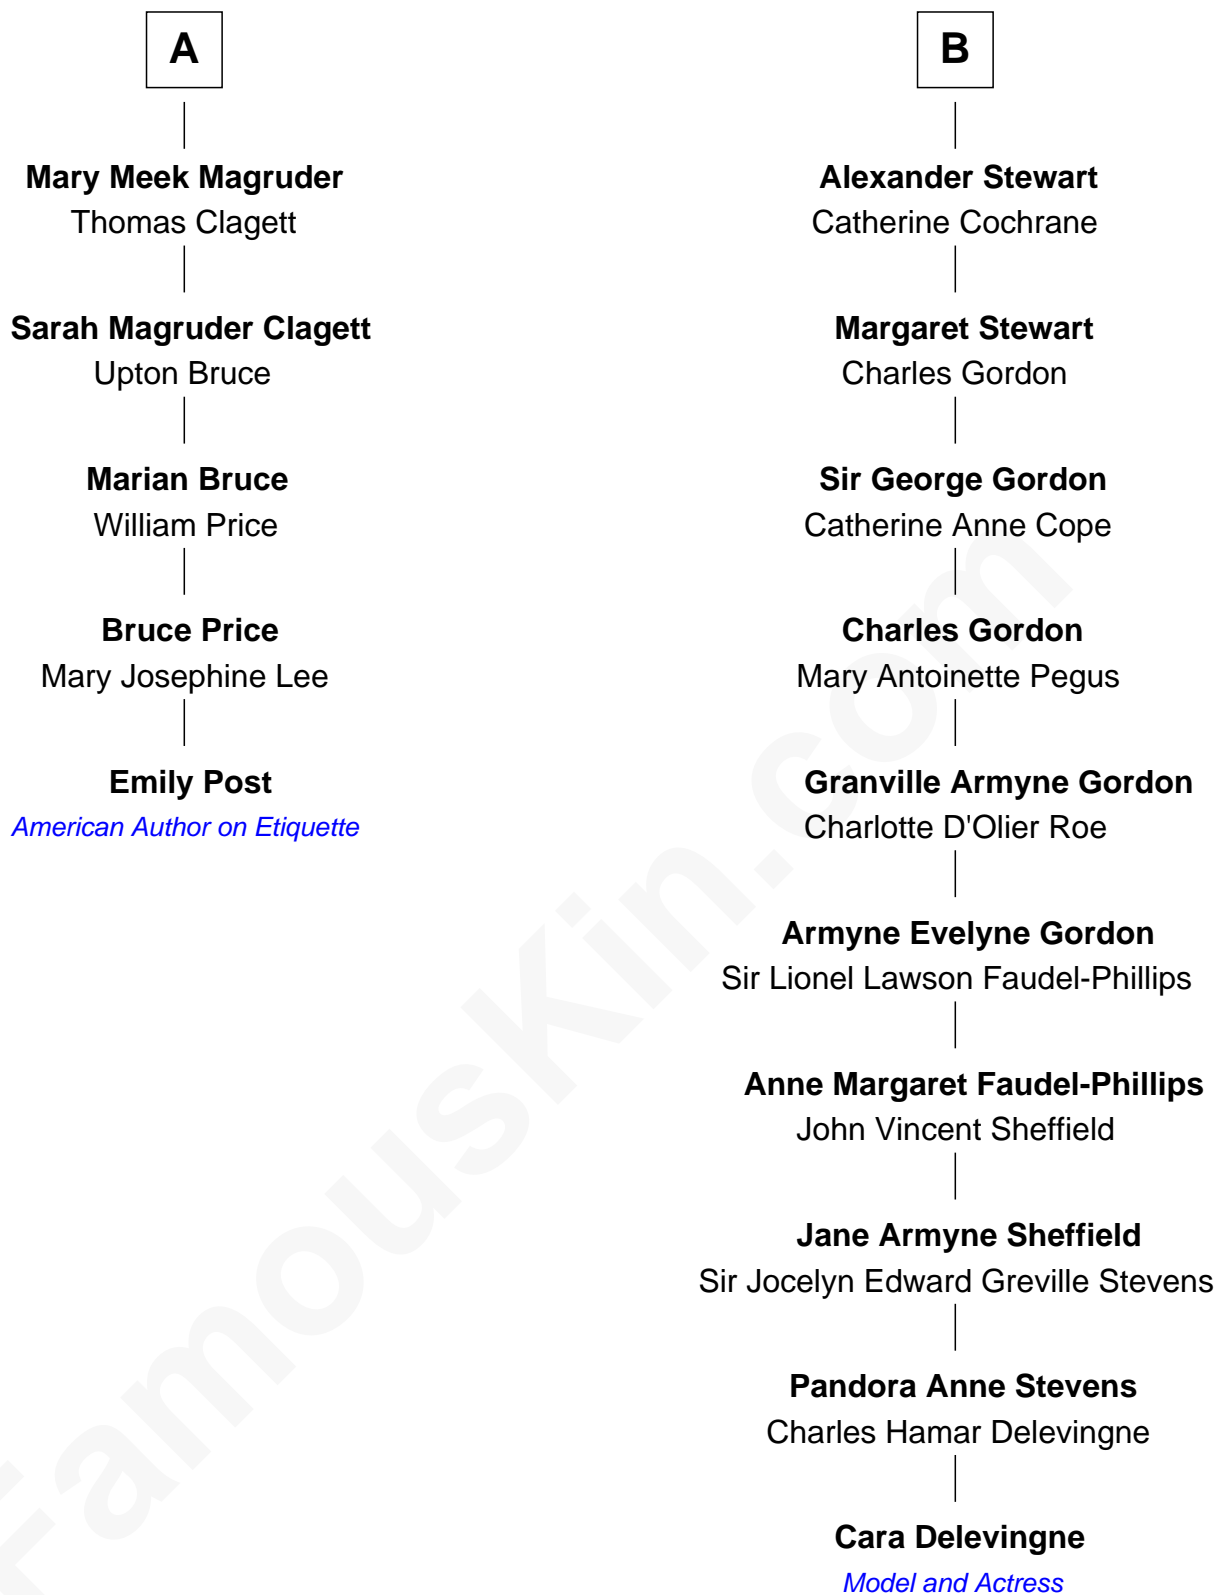 A
Mary Meek Magruder
Thomas Clagett
Sarah Magruder Clagett
Upton Bruce
Marian Bruce
William Price
Bruce Price
Mary Josephine Lee
Emily Post
American Author on Etiquette
B
Alexander Stewart
Catherine Cochrane
Margaret Stewart
Charles Gordon
Sir George Gordon
Catherine Anne Cope
Charles Gordon
Mary Antoinette Pegus
Granville Armyne Gordon
Charlotte D'Olier Roe
Armyne Evelyne Gordon
Sir Lionel Lawson Faudel-Phillips
Anne Margaret Faudel-Phillips
John Vincent Sheffield
Jane Armyne Sheffield
Sir Jocelyn Edward Greville Stevens
Pandora Anne Stevens
Charles Hamar Delevingne
Cara Delevingne
Model and Actress
FamousKin.com